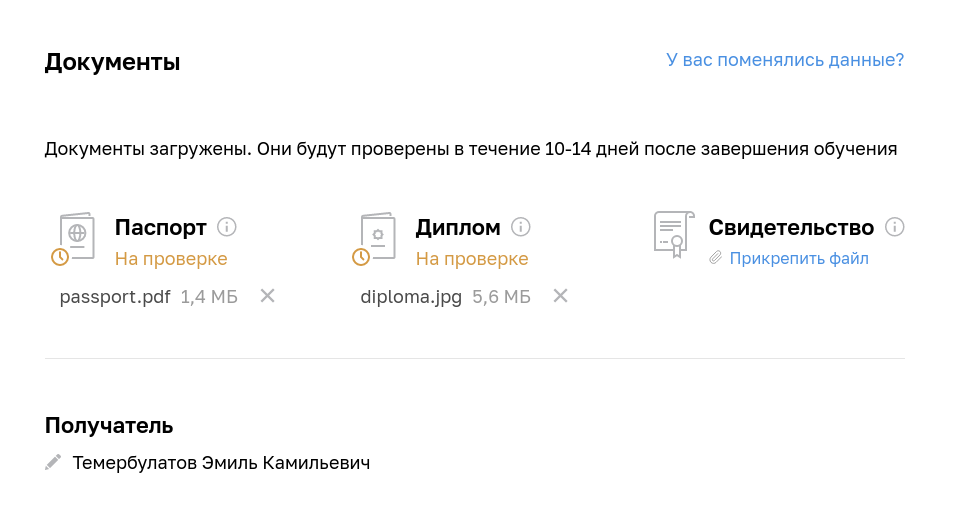 Документы
У вас поменялись данные?
Документы загружены. Они будут проверены в течение 10-14 дней после завершения обучения
Паспорт
На проверке
passport.pdf 1,4 МБ
Диплом
На проверке
diploma.jpg 5,6 МБ
Свидетельство
Прикрепить файл
Получатель
Темербулатов Эмиль Камильевич